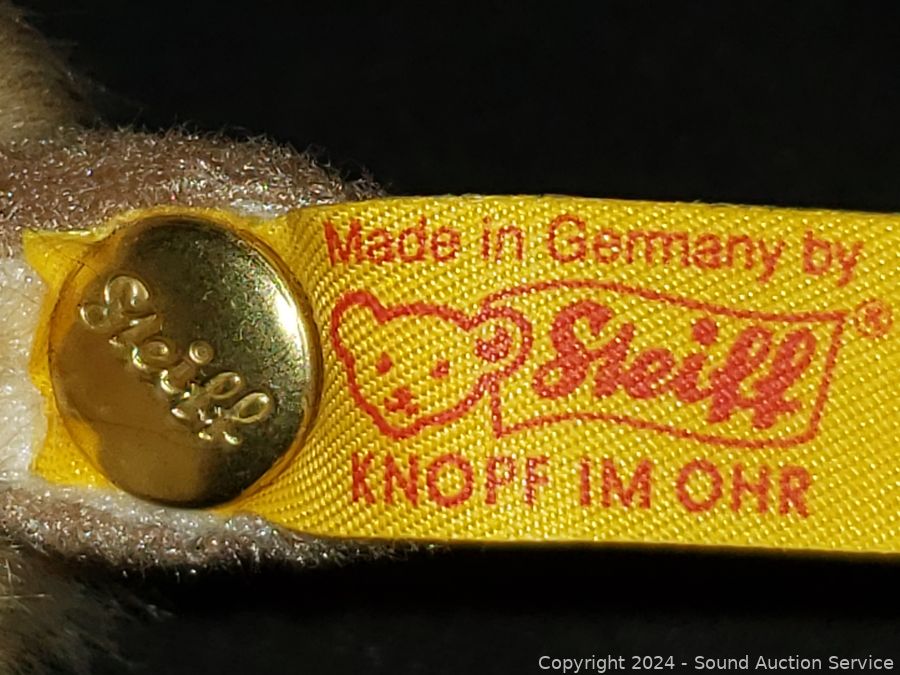 Steiff
Made in Germany by
Steiff ®
KNOPF IM OHR
Copyright 2024 - Sound Auction Service